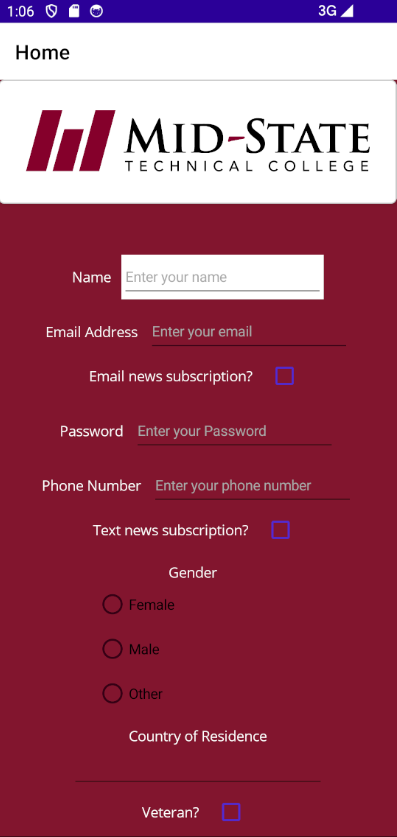 1:06 3G
Home
MID-STATE
TECHNICAL COLLEGE
Name Enter your name
Email Address Enter your email
Email news subscription?
Password Enter your Password
Phone Number Enter your phone number
Text news subscription?
Gender
Female
Male
Other
Country of Residence
Veteran?